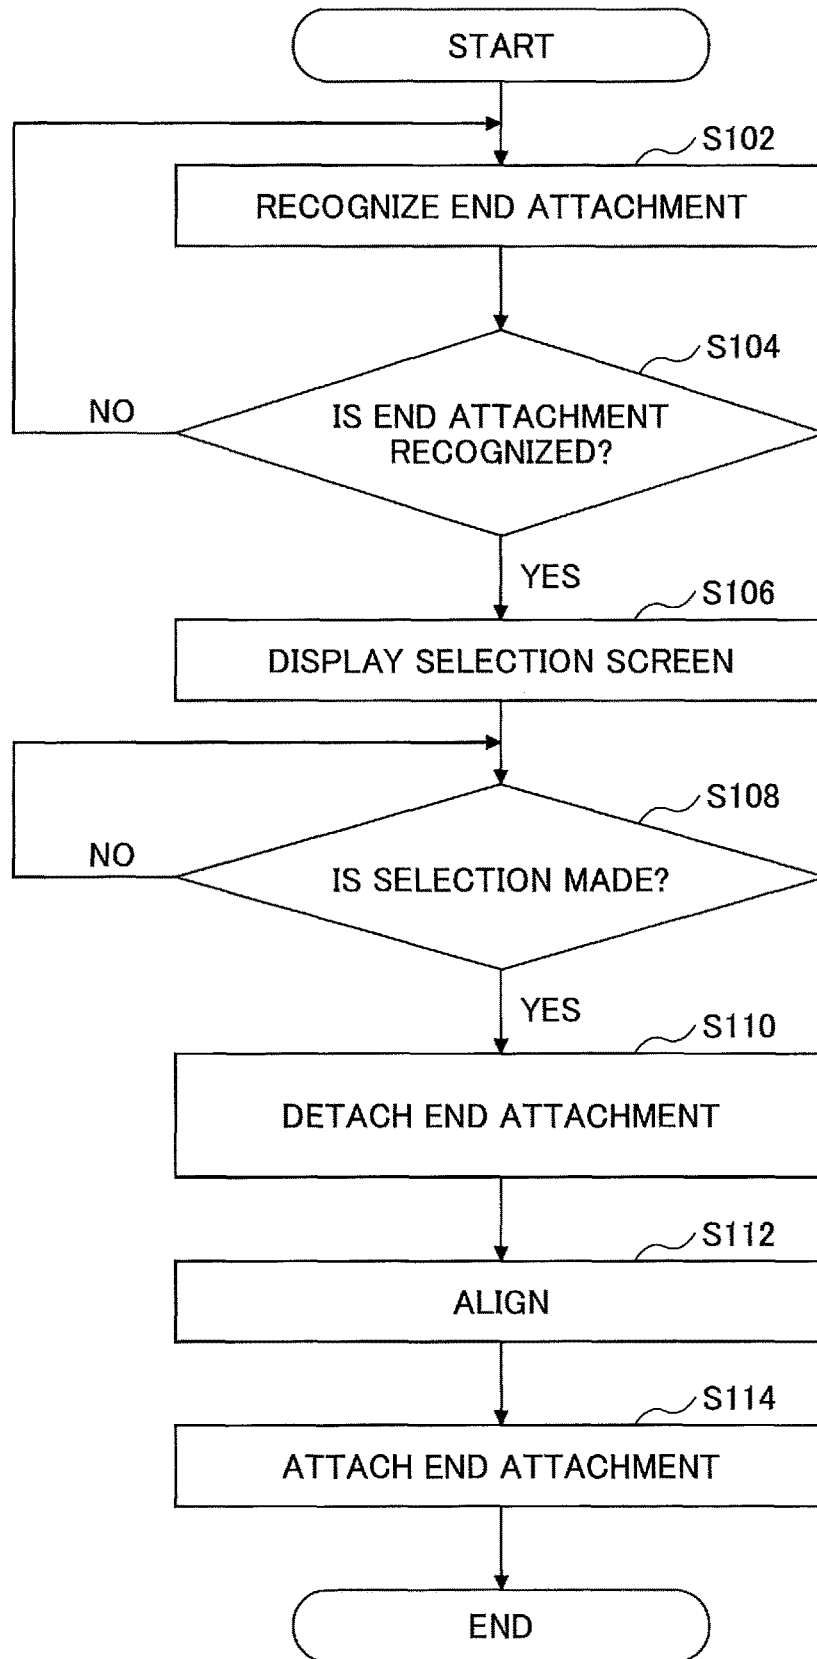 START
S102
RECOGNIZE END ATTACHMENT
S104
IS END ATTACHMENT
RECOGNIZED?
NO
YES
S106
DISPLAY SELECTION SCREEN
S108
IS SELECTION MADE?
NO
YES
S110
DETACH END ATTACHMENT
S112
ALIGN
S114
ATTACH END ATTACHMENT
END